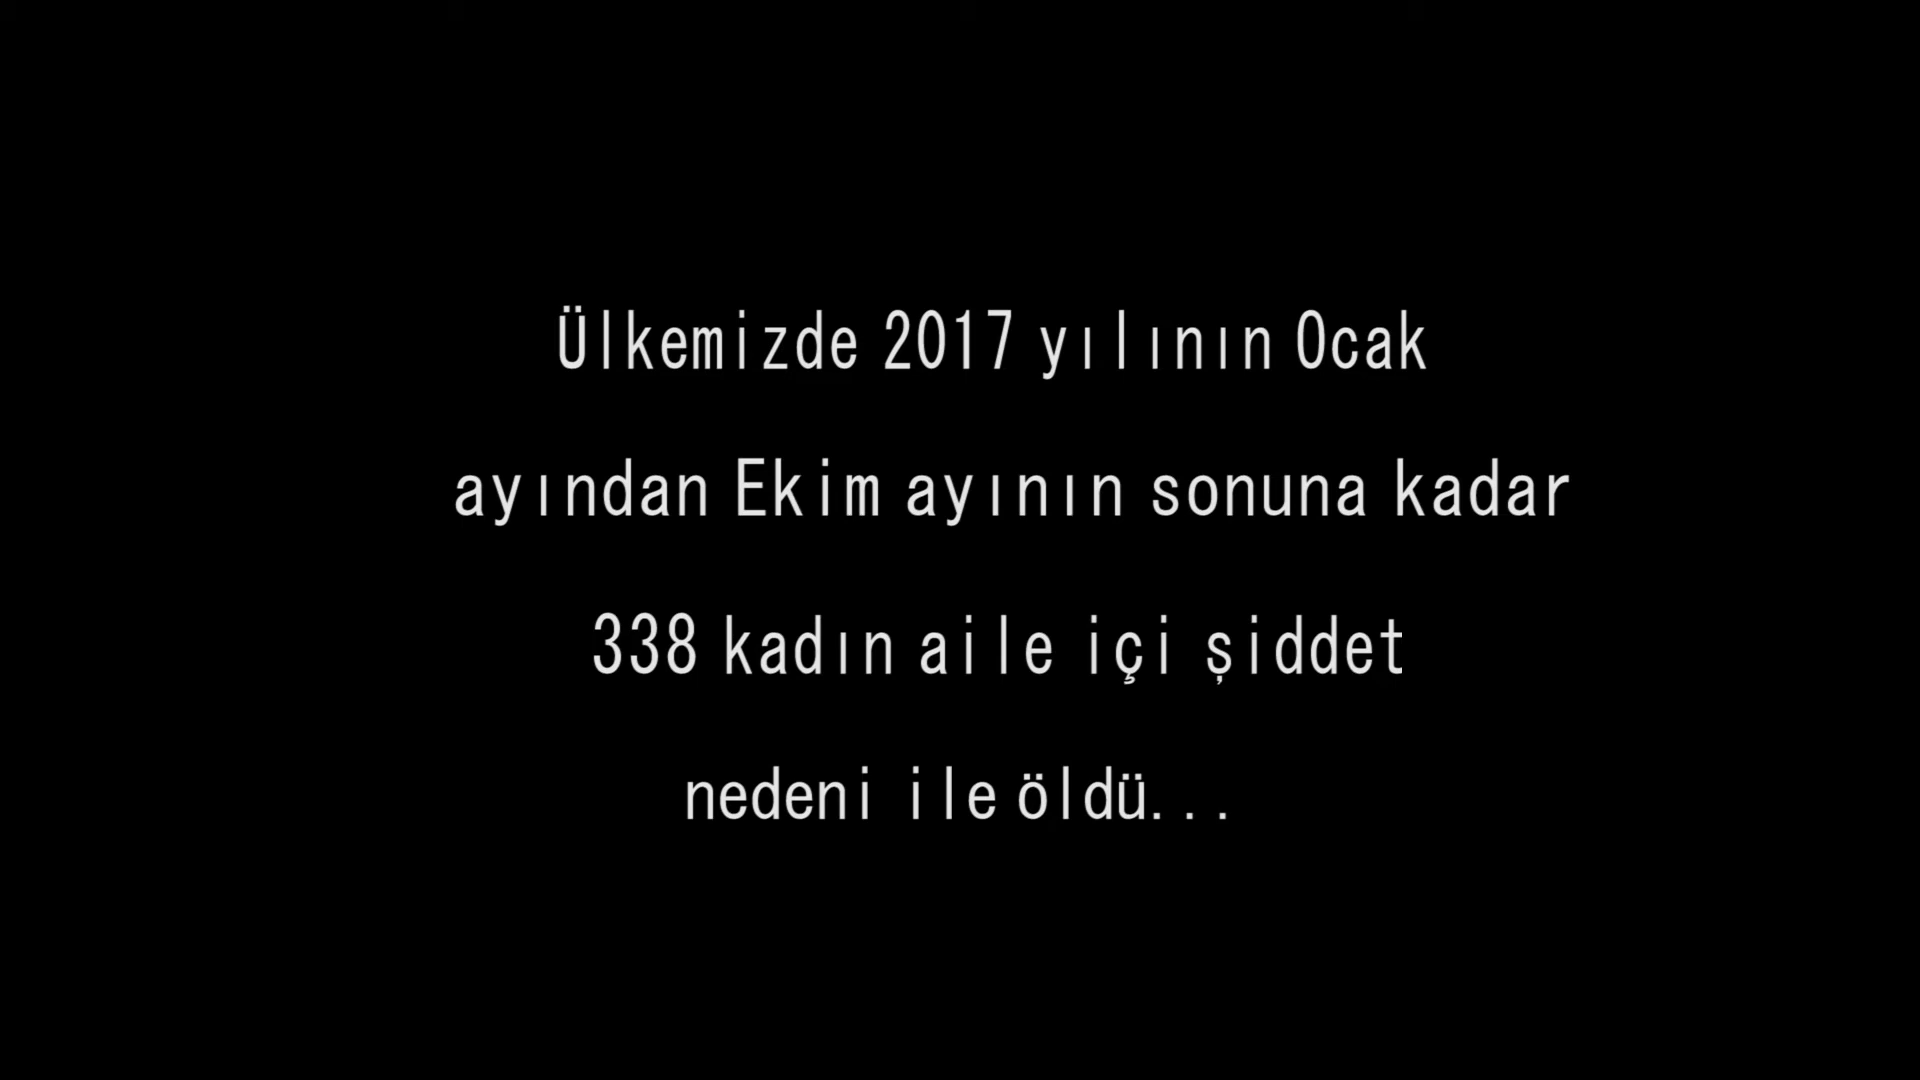 Ülkemizde 2017 yılının Ocak
ayından Ekim ayının sonuna kadar
338 kadın aile içi şiddet
nedeni ile öldü...